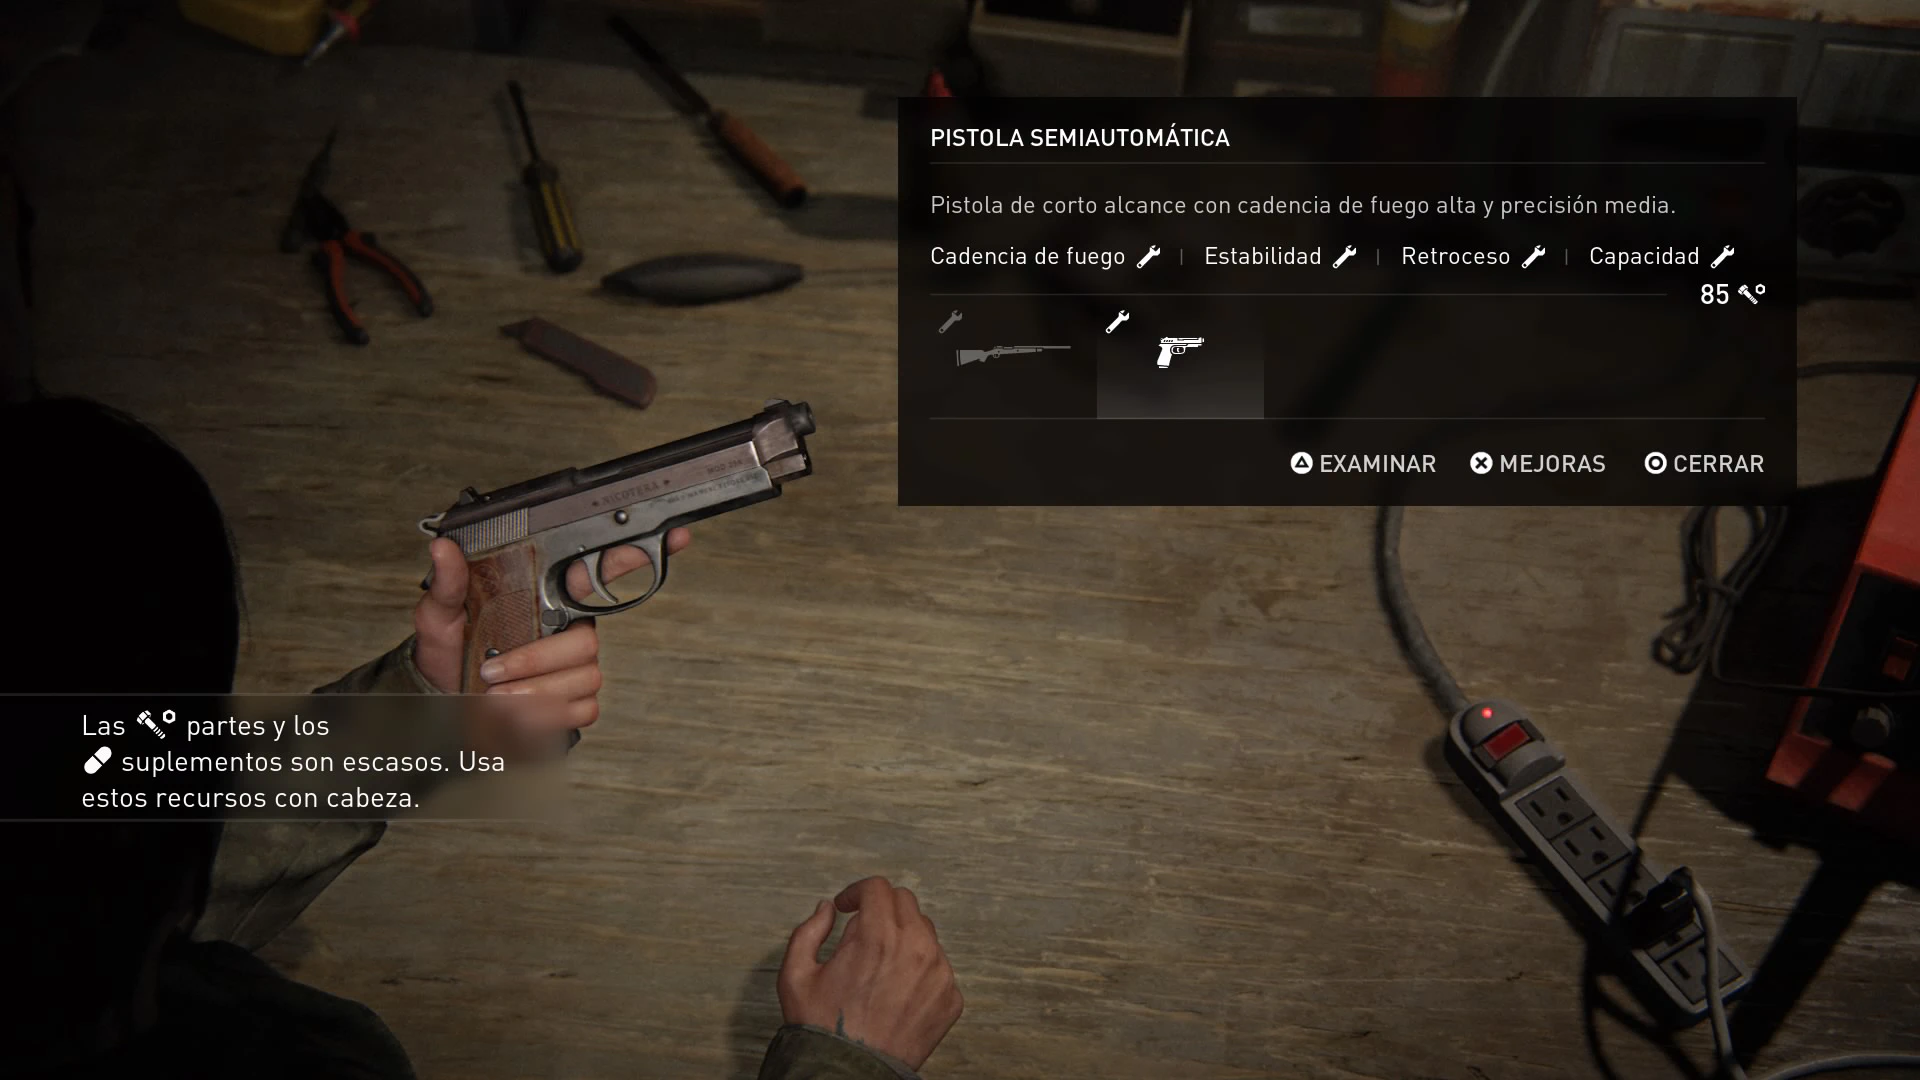 PISTOLA SEMIAUTOMÁTICA
Pistola de corto alcance con cadencia de fuego alta y precisión media.
Cadencia de fuego | Estabilidad | Retroceso | Capacidad
85
EXAMINAR MEJORAS CERRAR
NICOTERA
Las partes y los
suplementos son escasos. Usa
estos recursos con cabeza.